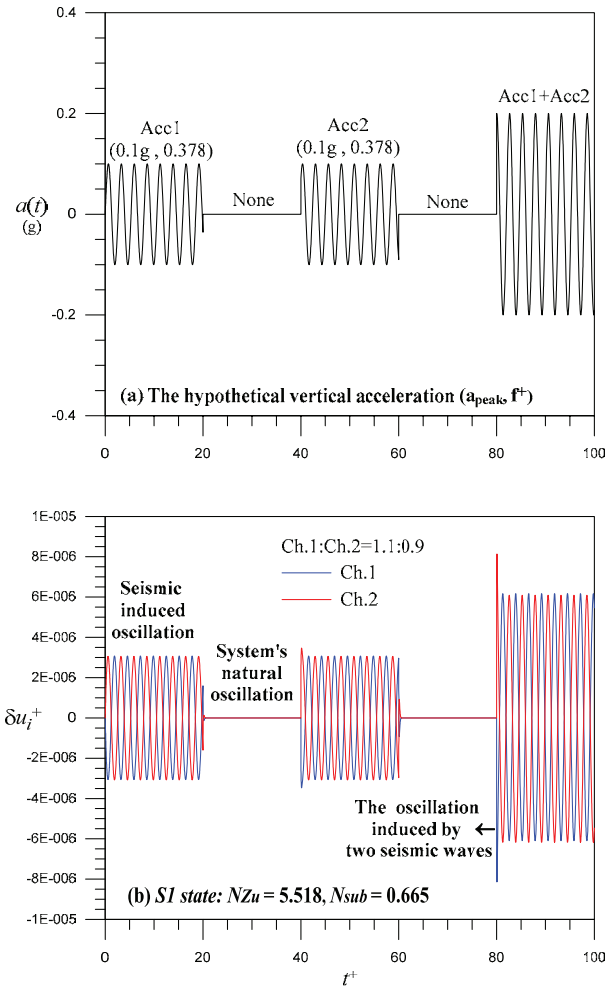 0.4
0.2
0
-0.2
-0.4
a(t)
(g)
Acc1
(0.1g , 0.378)
None
Acc2
(0.1g , 0.378)
None
Acc1+Acc2
(a) The hypothetical vertical acceleration (a_peak, f⁺)
0 20 40 60 80 100
1E-005
8E-006
6E-006
4E-006
2E-006
0
-2E-006
-4E-006
-6E-006
-8E-006
-1E-005
δu_i⁺
Ch.1:Ch.2=1.1:0.9
Ch.1
Ch.2
Seismic
induced
oscillation
System's
natural
oscillation
The oscillation
induced by
two seismic waves
(b) S1 state: N_Zu = 5.518, N_sub = 0.665
0 20 40 60 80 100
t⁺